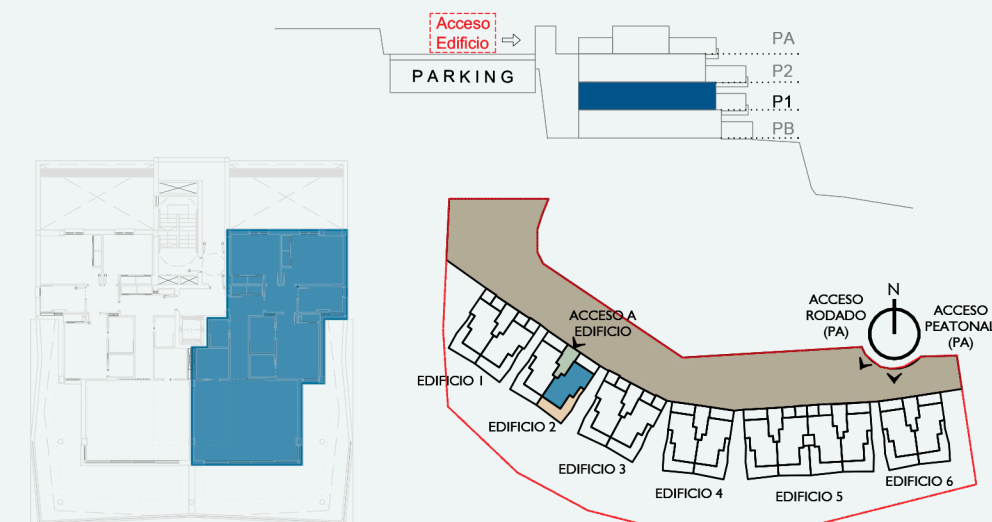 Acceso
Edificio
PARKING
PA
P2
P1
PB
N
ACCESO
RODADO
(PA)
ACCESO
PEATONAL
(PA)
ACCESO A
EDIFICIO
EDIFICIO 1
EDIFICIO 2
EDIFICIO 3
EDIFICIO 4
EDIFICIO 5
EDIFICIO 6